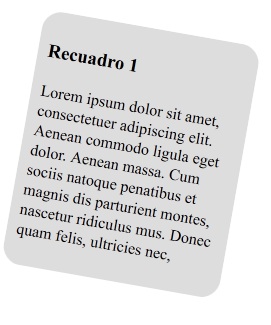 Recuadro 1
Lorem ipsum dolor sit amet,
consectetuer adipiscing elit.
Aenean commodo ligula eget
dolor. Aenean massa. Cum
sociis natoque penatibus et
magnis dis parturient montes,
nascetur ridiculus mus. Donec
quam felis, ultricies nec,